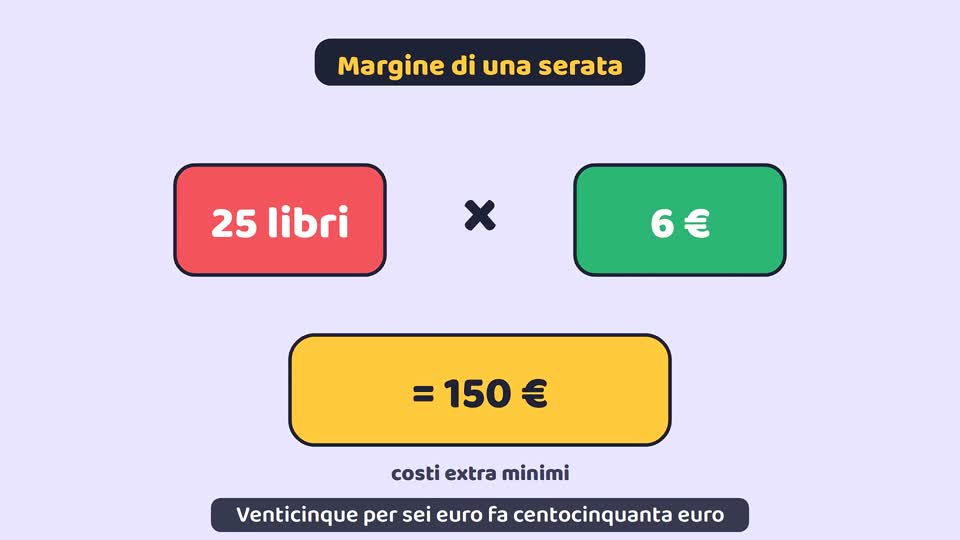 Margine di una serata
25 libri
×
6 €
= 150 €
costi extra minimi
Venticinque per sei euro fa centocinquanta euro